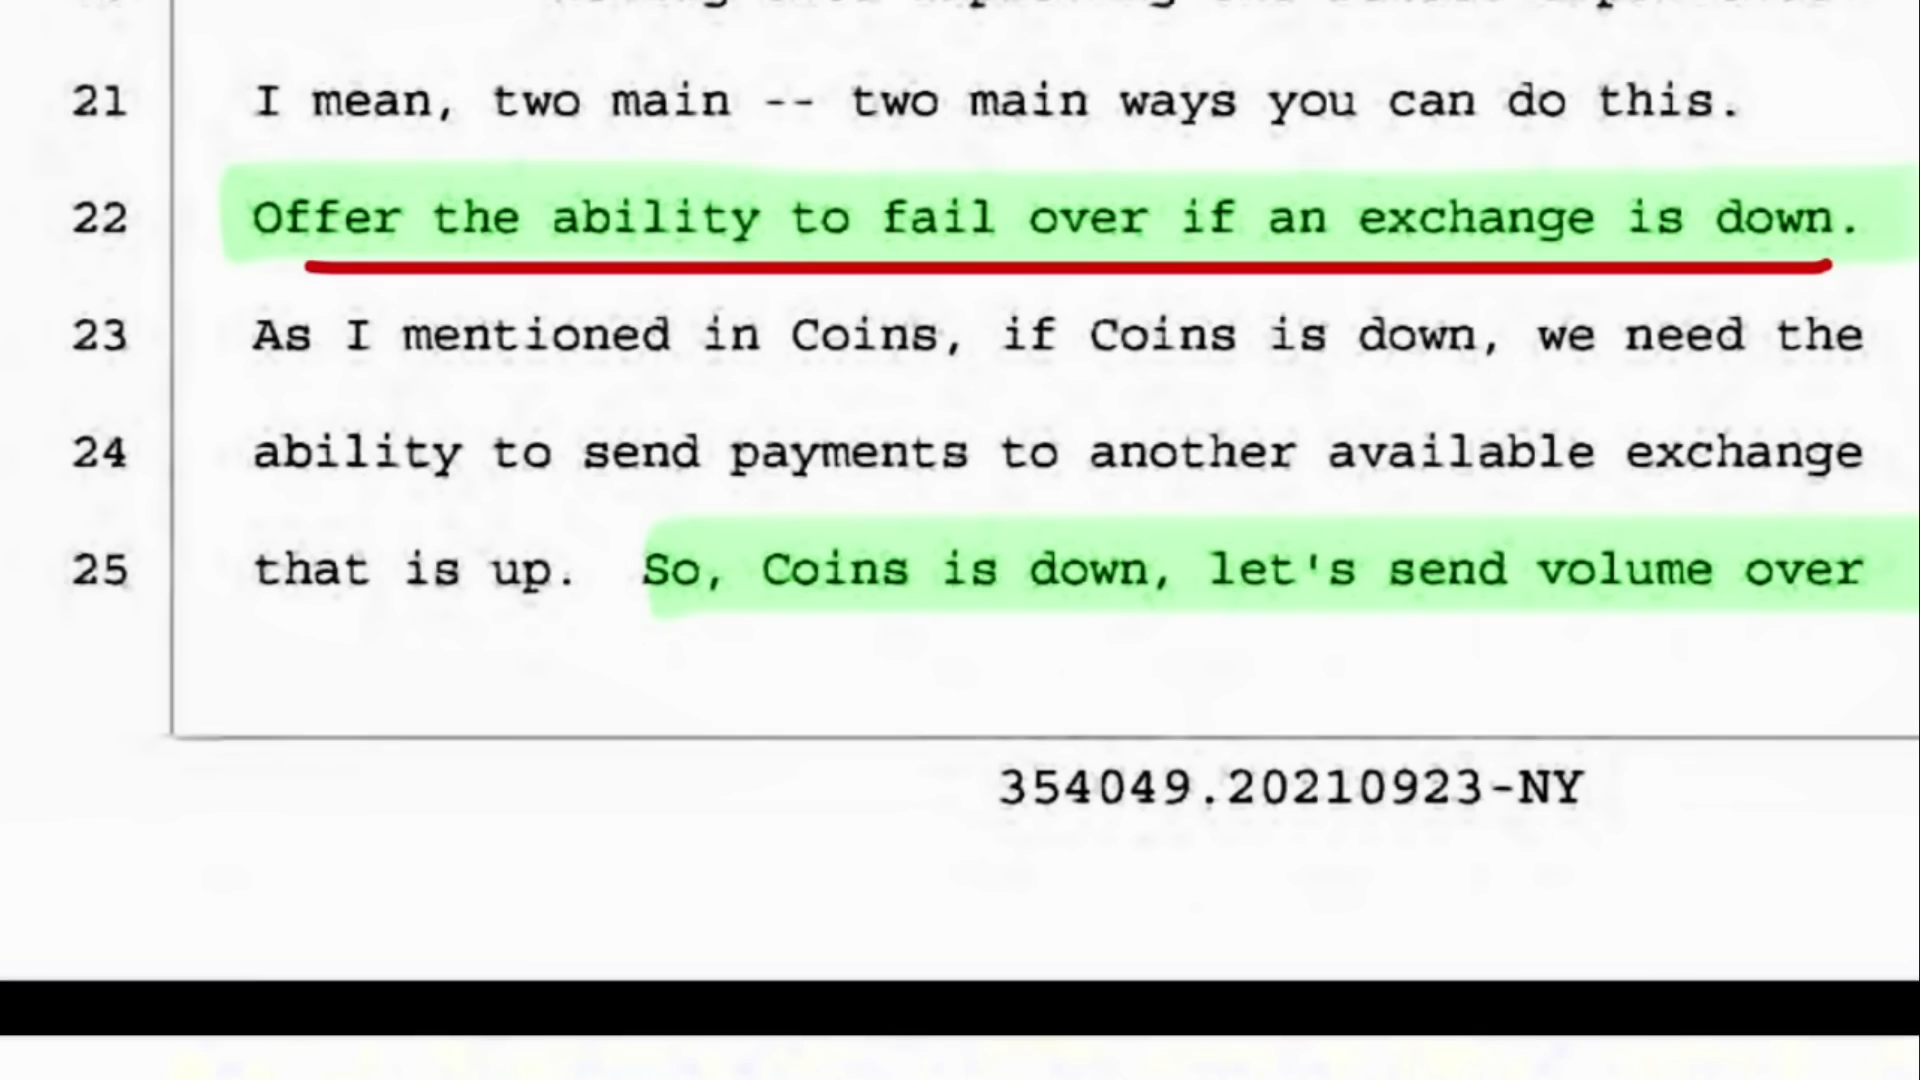 21 I mean, two main -- two main ways you can do this.
22 Offer the ability to fail over if an exchange is down.
23 As I mentioned in Coins, if Coins is down, we need the
24 ability to send payments to another available exchange
25 that is up. So, Coins is down, let's send volume over
354049.20210923-NY